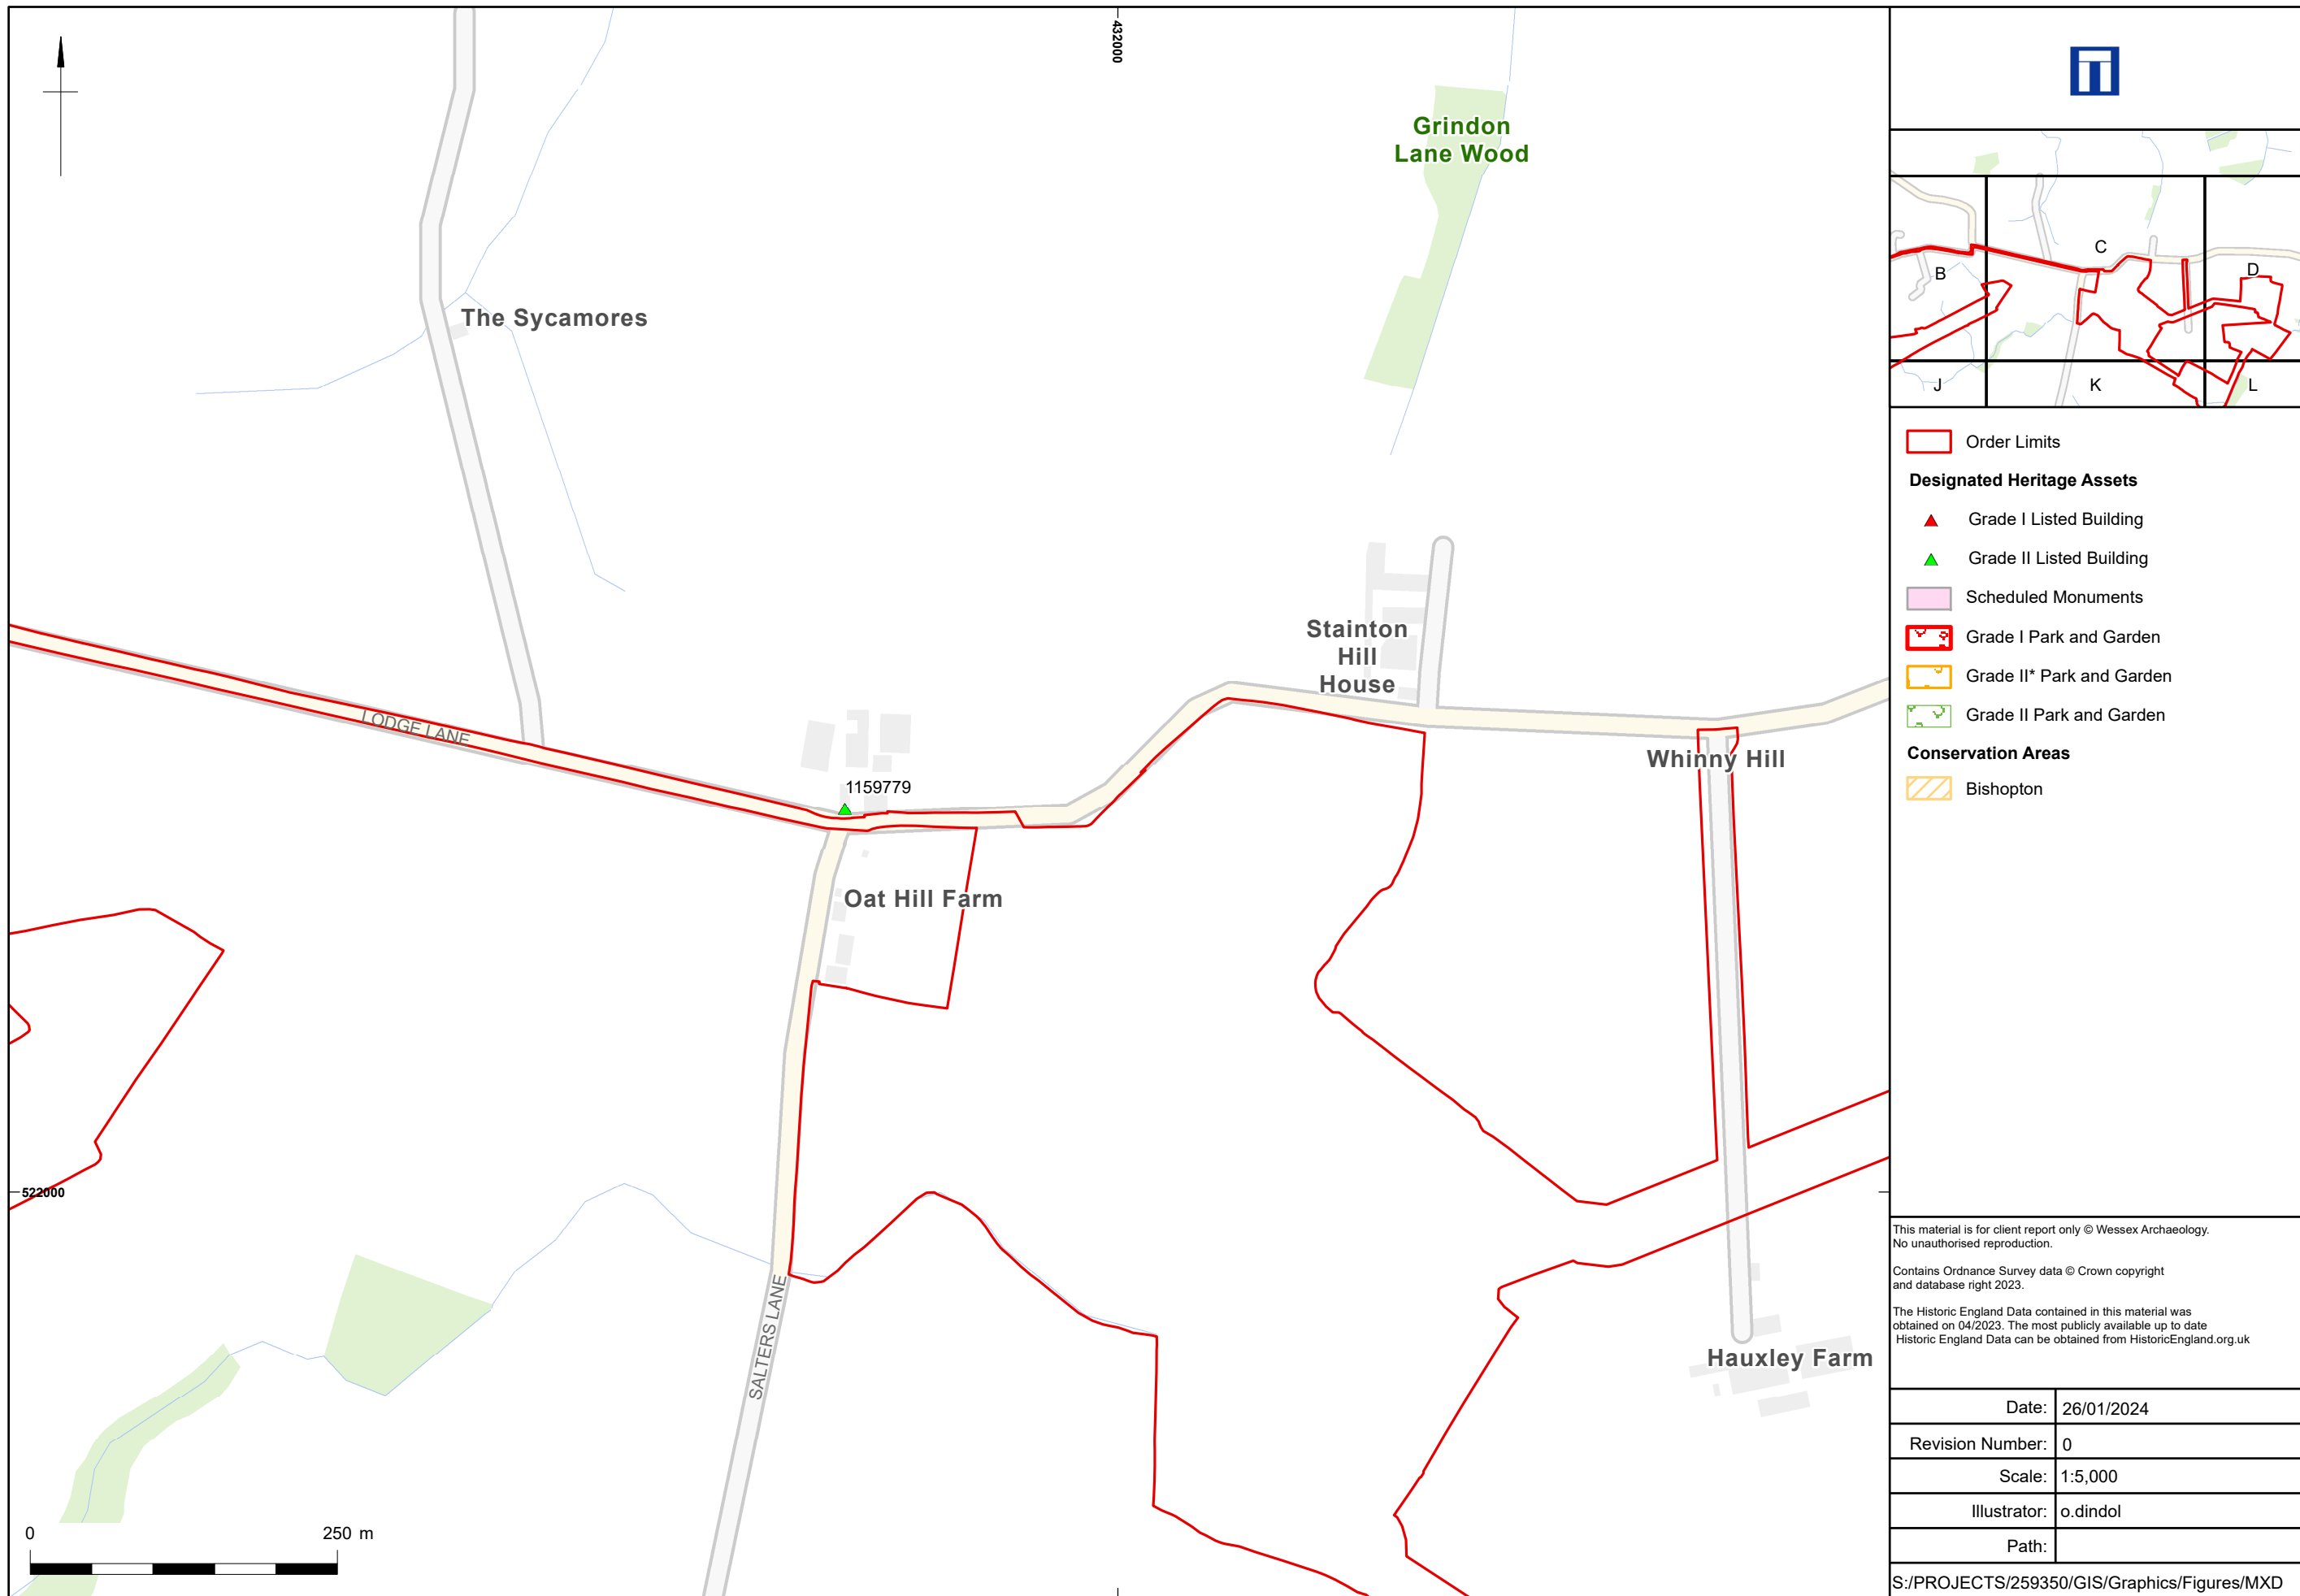 432000
Grindon
Lane Wood
The Sycamores
Stainton
Hill
House
LODGE LANE
Whinny Hill
1159779
Oat Hill Farm
522000
SALTERS LANE
Hauxley Farm
0 250 m
C
B
D
J
K
L
Order Limits
Designated Heritage Assets
Grade I Listed Building
Grade II Listed Building
Scheduled Monuments
Grade I Park and Garden
Grade II* Park and Garden
Grade II Park and Garden
Conservation Areas
Bishopton
This material is for client report only © Wessex Archaeology.
No unauthorised reproduction.
Contains Ordnance Survey data © Crown copyright
and database right 2023.
The Historic England Data contained in this material was
obtained on 04/2023. The most publicly available up to date
Historic England Data can be obtained from HistoricEngland.org.uk
Date: 26/01/2024
Revision Number: 0
Scale: 1:5,000
Illustrator: o.dindol
Path:
S:/PROJECTS/259350/GIS/Graphics/Figures/MXD